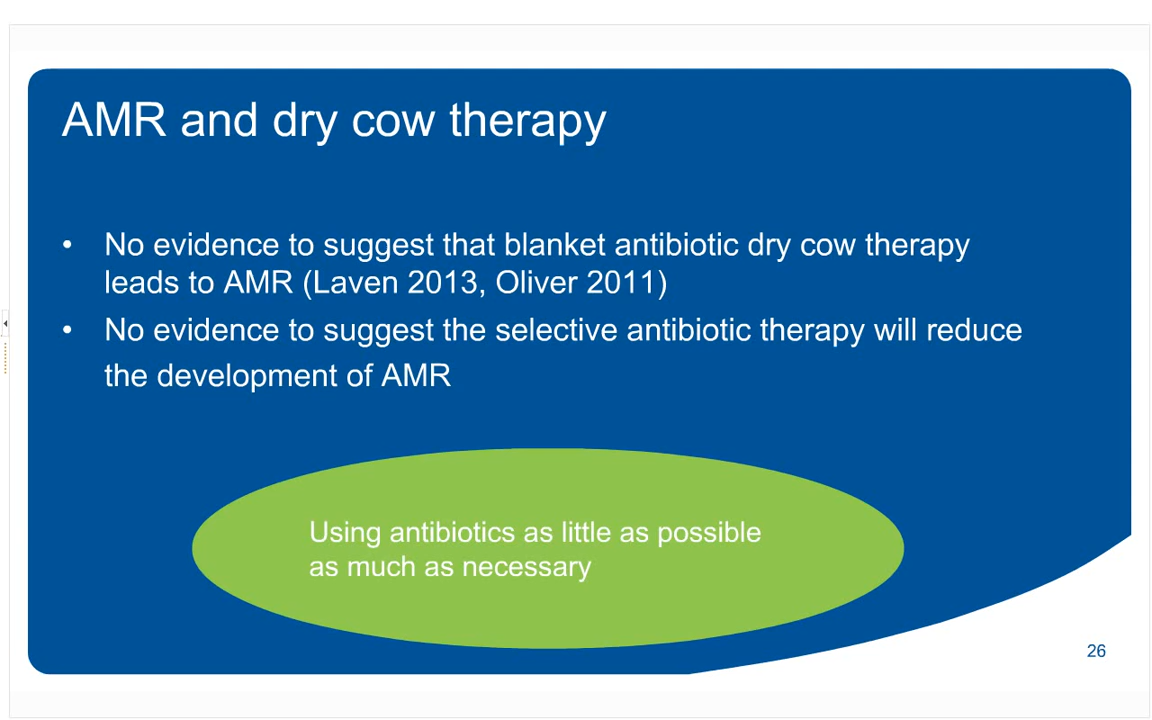 AMR and dry cow therapy
• No evidence to suggest that blanket antibiotic dry cow therapy
leads to AMR (Laven 2013, Oliver 2011)
• No evidence to suggest the selective antibiotic therapy will reduce
the development of AMR
Using antibiotics as little as possible
as much as necessary
26